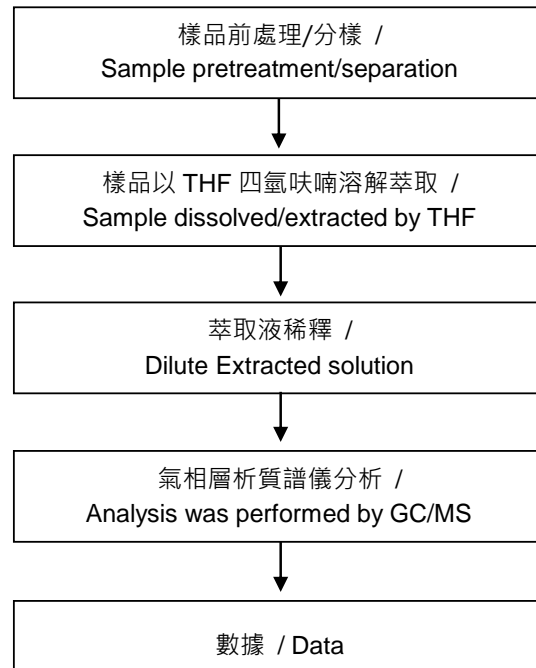 樣品前處理/分樣 /
Sample pretreatment/separation
樣品以 THF 四氫呋喃溶解萃取 /
Sample dissolved/extracted by THF
萃取液稀釋 /
Dilute Extracted solution
氣相層析質譜儀分析 /
Analysis was performed by GC/MS
數據 / Data